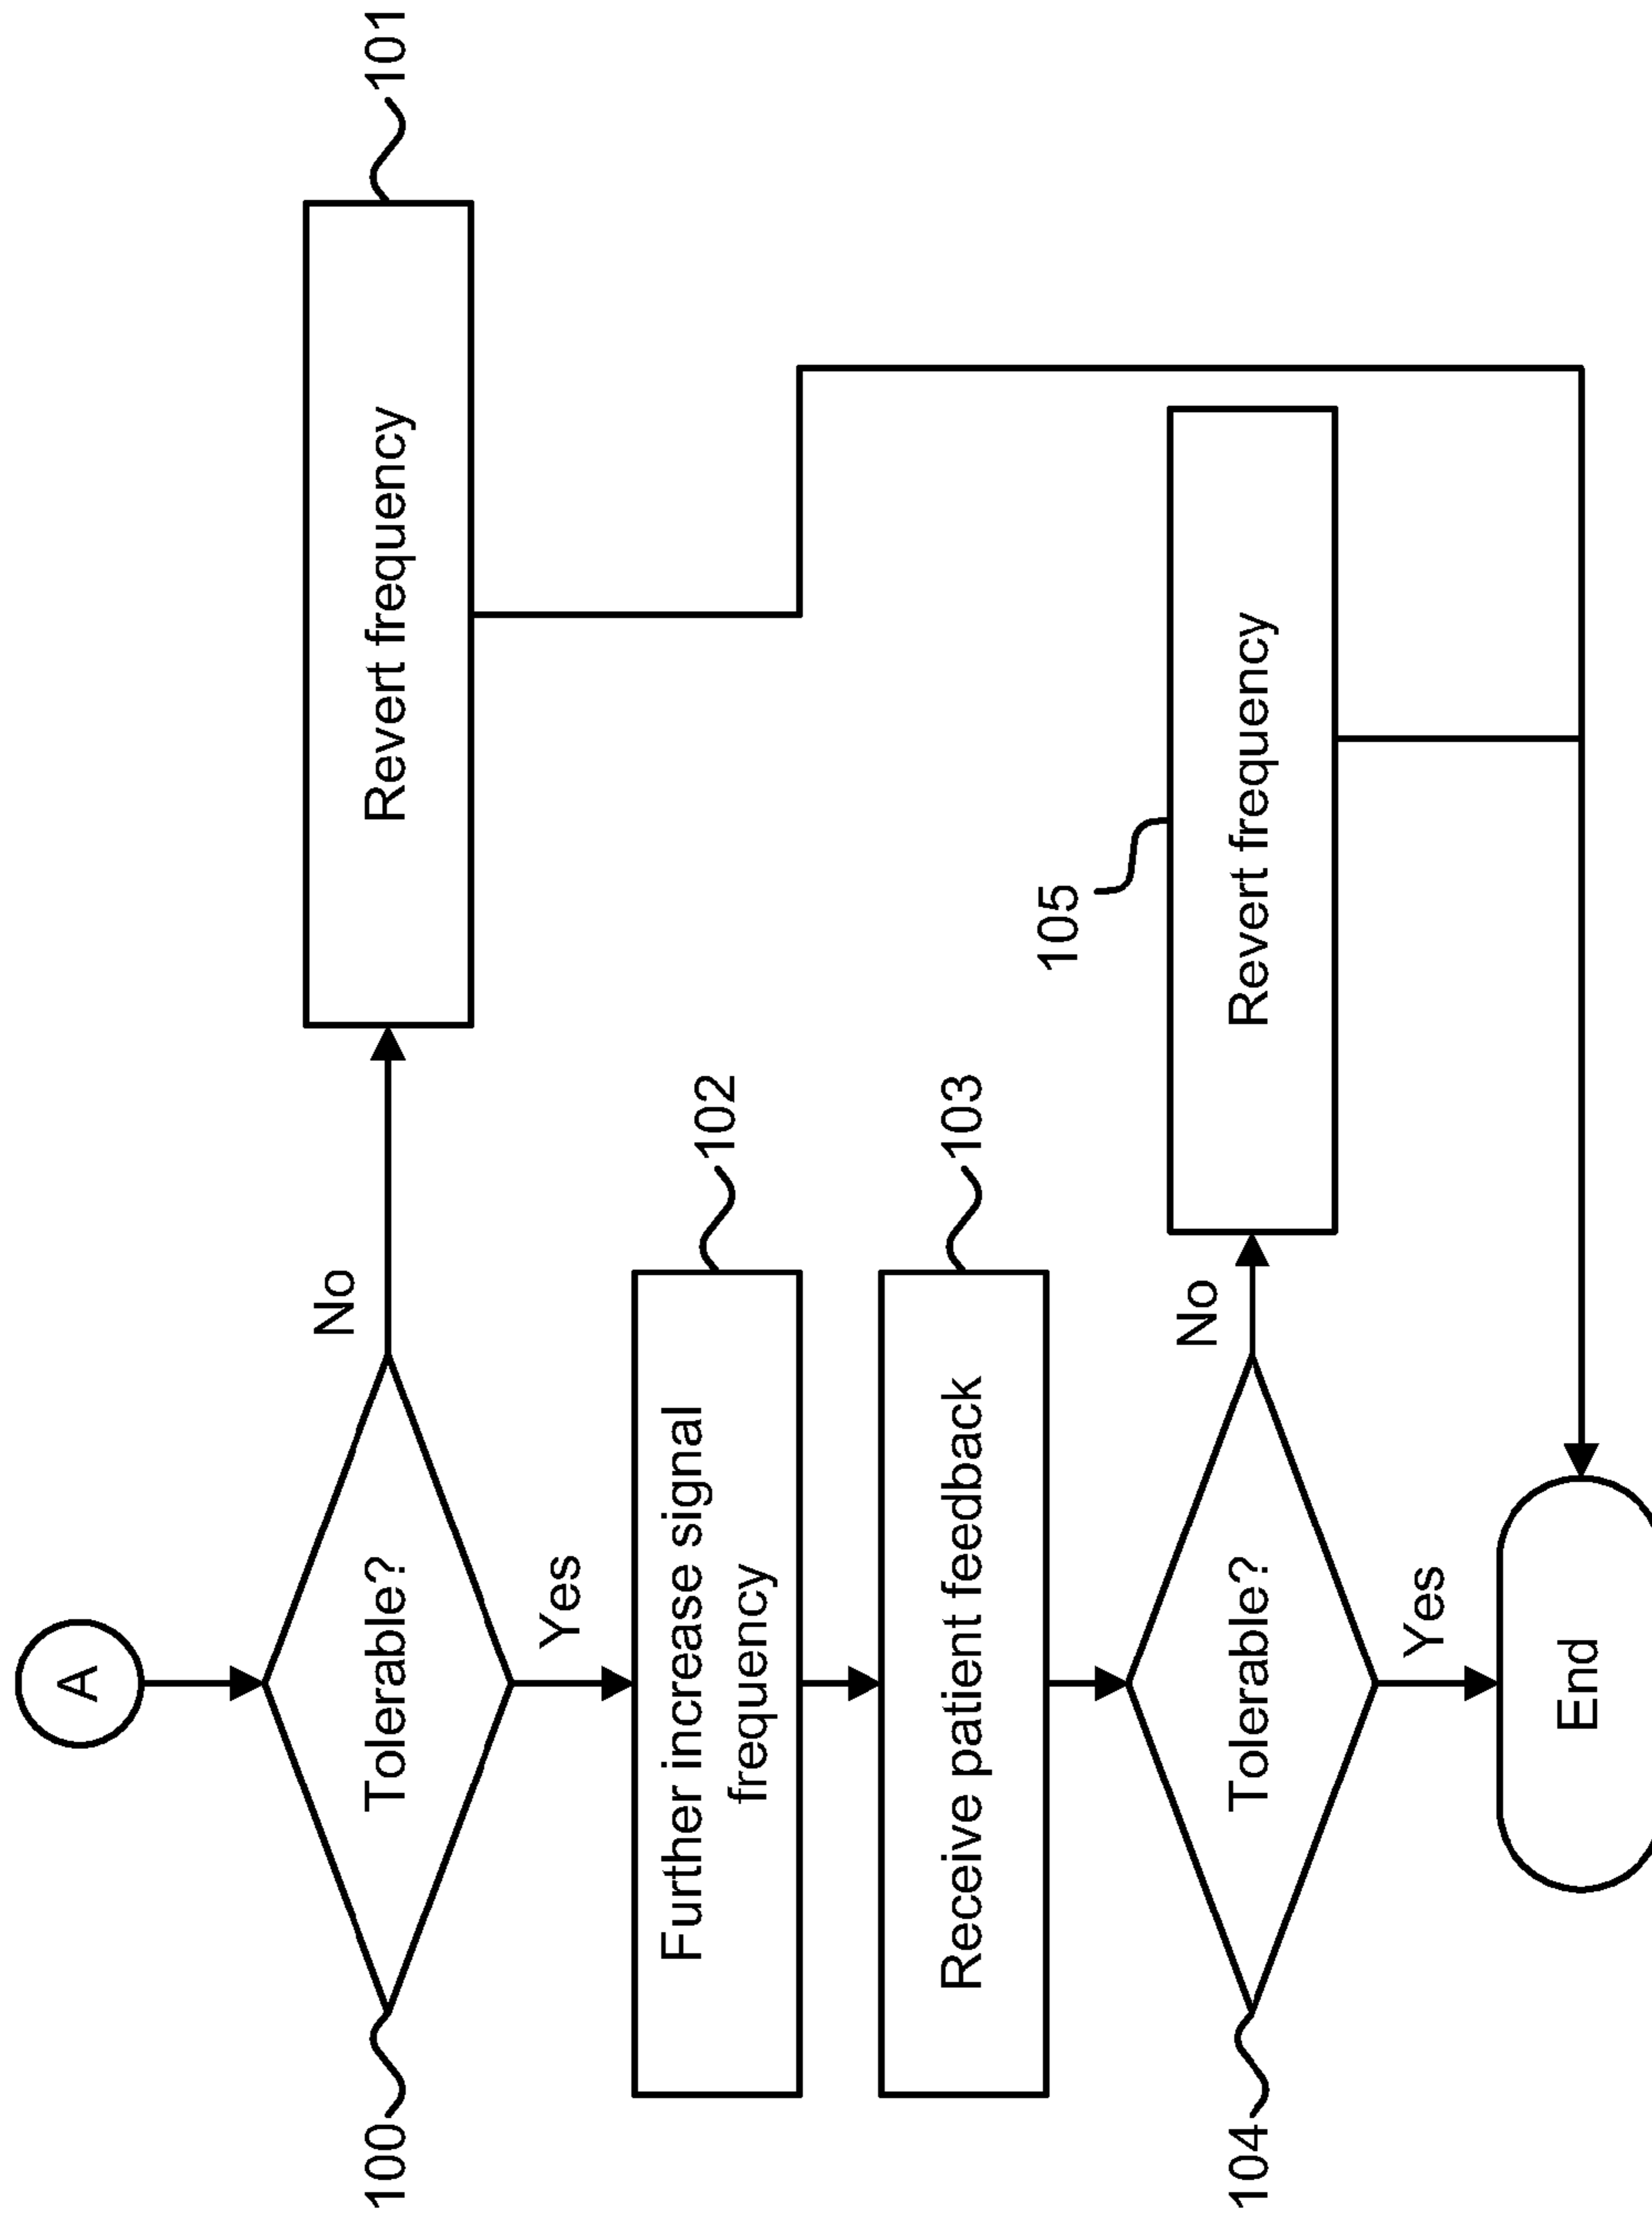 A
100
Tolerable?
No
Revert frequency
101
Yes
Further increase signal
frequency
102
Receive patient feedback
103
104
Tolerable?
No
105
Revert frequency
Yes
End